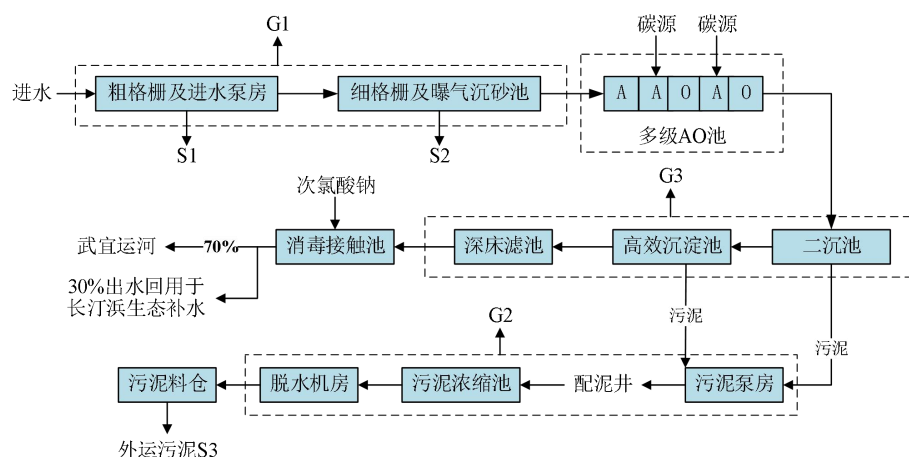 G1
碳源
碳源
进水
粗格栅及进水泵房
细格栅及曝气沉砂池
A
A
O
A
O
多级AO池
S1
S2
次氯酸钠
G3
武宜运河
70%
消毒接触池
深床滤池
高效沉淀池
二沉池
30%出水回用于
长汀浜生态补水
污泥
污泥
G2
污泥料仓
脱水机房
污泥浓缩池
配泥井
污泥泵房
外运污泥S3